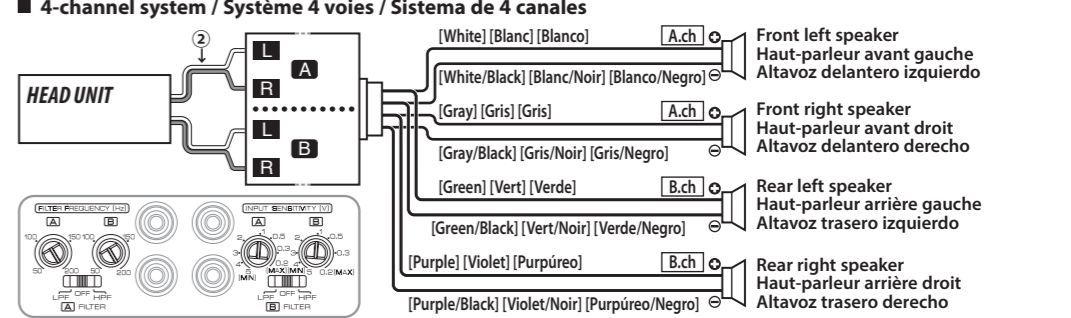 ■ 4-channel system / Système 4 voies / Sistema de 4 canales
HEAD UNIT
2
L
A
R
L
B
R
[White] [Blanc] [Blanco]
A.ch
[White/Black] [Blanc/Noir] [Blanco/Negro]
Front left speaker
Haut-parleur avant gauche
Altavoz delantero izquierdo
[Gray] [Gris] [Gris]
A.ch
[Gray/Black] [Gris/Noir] [Gris/Negro]
Front right speaker
Haut-parleur avant droit
Altavoz delantero derecho
[Green] [Vert] [Verde]
B.ch
[Green/Black] [Vert/Noir] [Verde/Negro]
Rear left speaker
Haut-parleur arrière gauche
Altavoz trasero izquierdo
[Purple] [Violet] [Purpúreo]
B.ch
[Purple/Black] [Violet/Noir] [Purpúreo/Negro]
Rear right speaker
Haut-parleur arrière droit
Altavoz trasero derecho
FILTER FREQUENCY (Hz)
A B
100 150 100 150
50 200 50 200
LPF OFF HPF
A FILTER
INPUT SENSITIVITY (V)
A B
2 1 0.5 2 1 0.5
3 0.3 3 0.3
4 5 0.2 4 5 0.2(MAX)
(MIN) (MAX)(MIN)
LPF OFF HPF
B FILTER